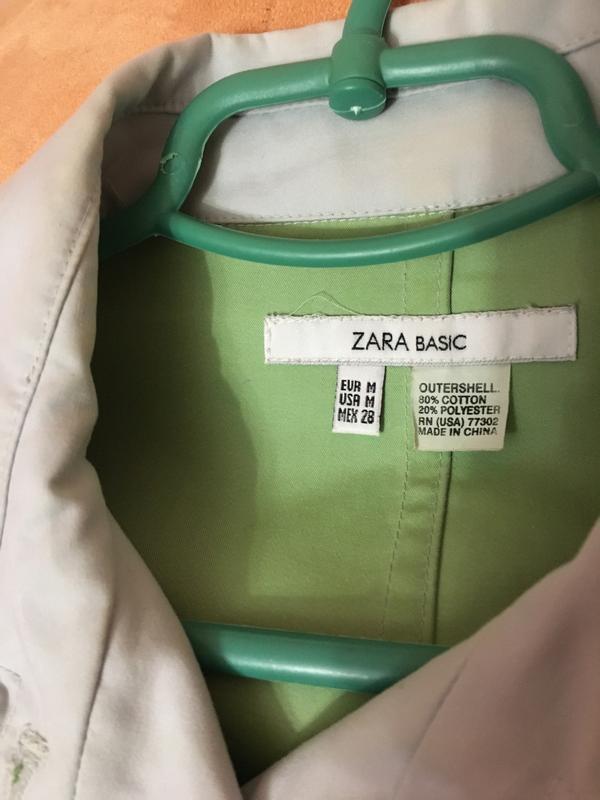 ZARA BASIC
EUR M
USA M
MEX 28
OUTERSHELL.
80% COTTON
20% POLYESTER
RN (USA) 77302
MADE IN CHINA